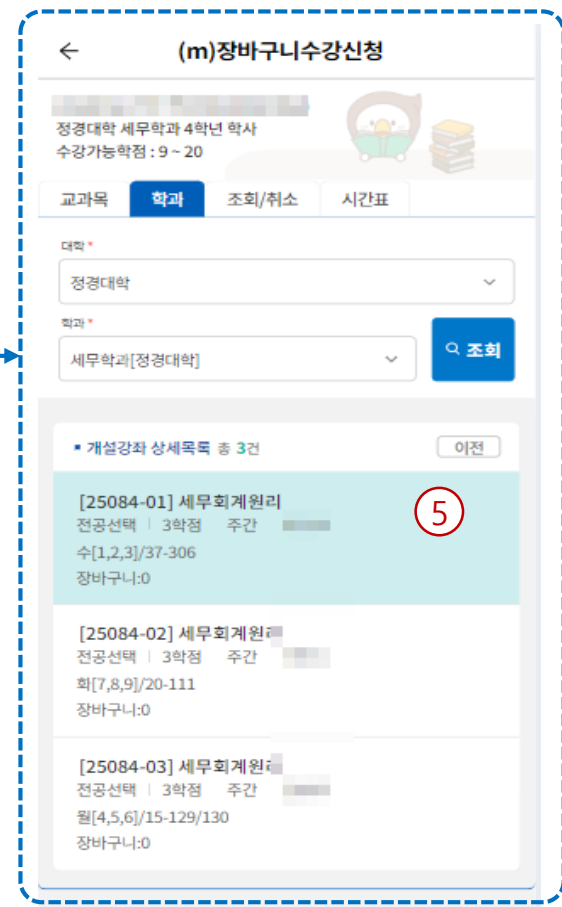 (m)장바구니수강신청
정경대학 세무학과 4학년 학사
수강가능학점 : 9 ~ 20
교과목 학과 조회/취소 시간표
대학 *
정경대학
학과 *
세무학과[정경대학]
조회
개설강좌 상세목록 총 3건 이전
[25084-01] 세무회계원리
5
전공선택 | 3학점 주간
수[1,2,3]/37-306
장바구니:0
[25084-02] 세무회계원리
전공선택 | 3학점 주간
화[7,8,9]/20-111
장바구니:0
[25084-03] 세무회계원리
전공선택 | 3학점 주간
월[4,5,6]/15-129/130
장바구니:0